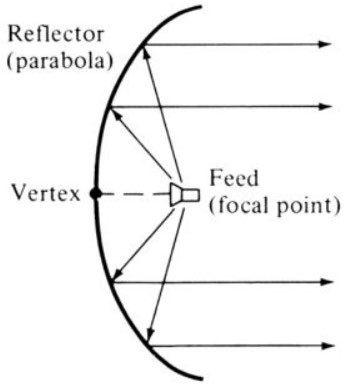 Reflector
(parabola)
Vertex
Feed
(focal point)